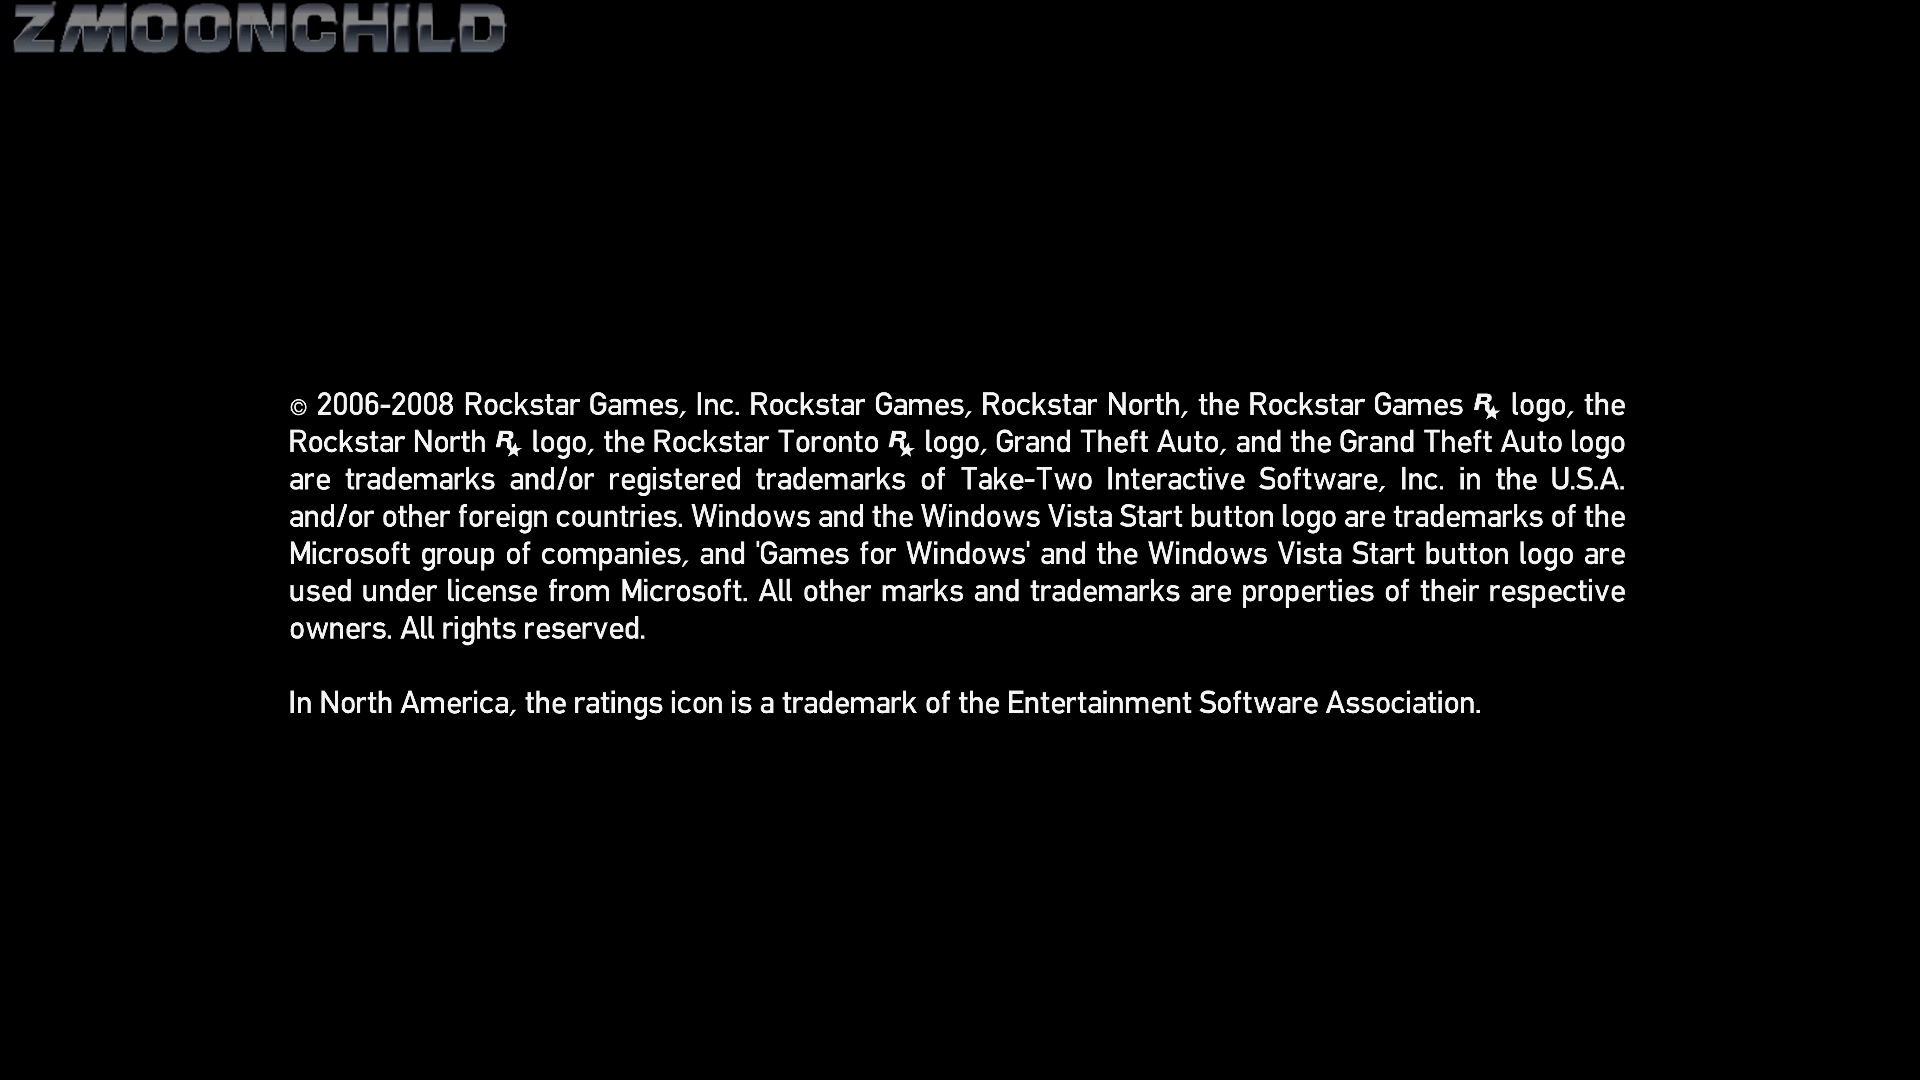 ZMOONCHILD
© 2006-2008 Rockstar Games, Inc. Rockstar Games, Rockstar North, the Rockstar Games R★ logo, the
Rockstar North R★ logo, the Rockstar Toronto R★ logo, Grand Theft Auto, and the Grand Theft Auto logo
are trademarks and/or registered trademarks of Take-Two Interactive Software, Inc. in the U.S.A.
and/or other foreign countries. Windows and the Windows Vista Start button logo are trademarks of the
Microsoft group of companies, and 'Games for Windows' and the Windows Vista Start button logo are
used under license from Microsoft. All other marks and trademarks are properties of their respective
owners. All rights reserved.
In North America, the ratings icon is a trademark of the Entertainment Software Association.